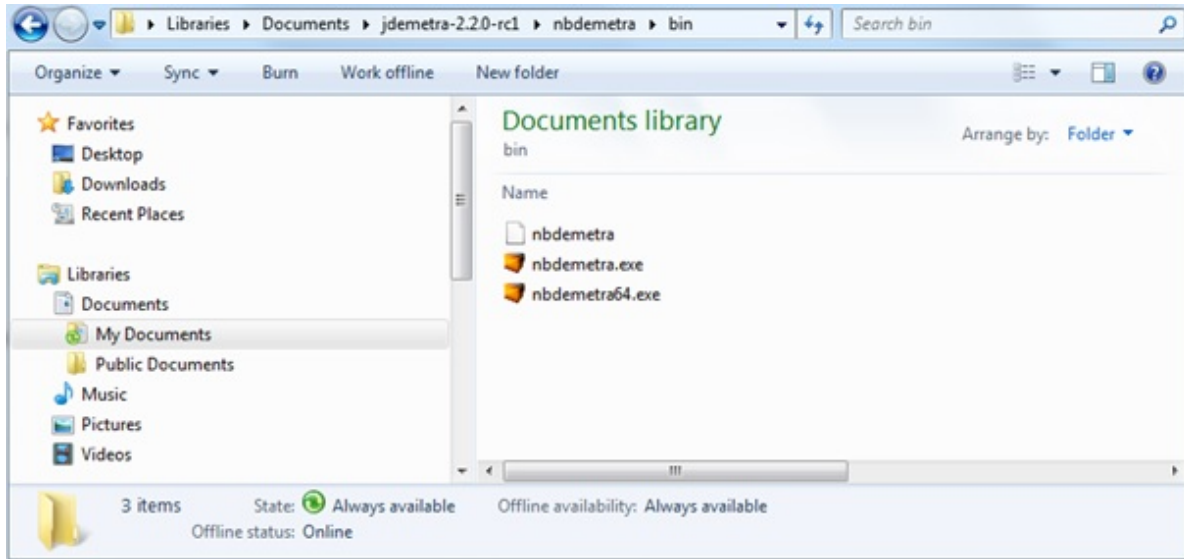 Libraries Documents jdemetra-2.2.0-rc1 nbdemetra bin Search bin
Organize Sync Burn Work offline New folder
Favorites
Desktop
Downloads
Recent Places
Libraries
Documents
My Documents
Public Documents
Music
Pictures
Videos
Documents library
bin
Arrange by: Folder
Name
nbdemetra
nbdemetra.exe
nbdemetra64.exe
3 items State: Always available Offline availability: Always available
Offline status: Online